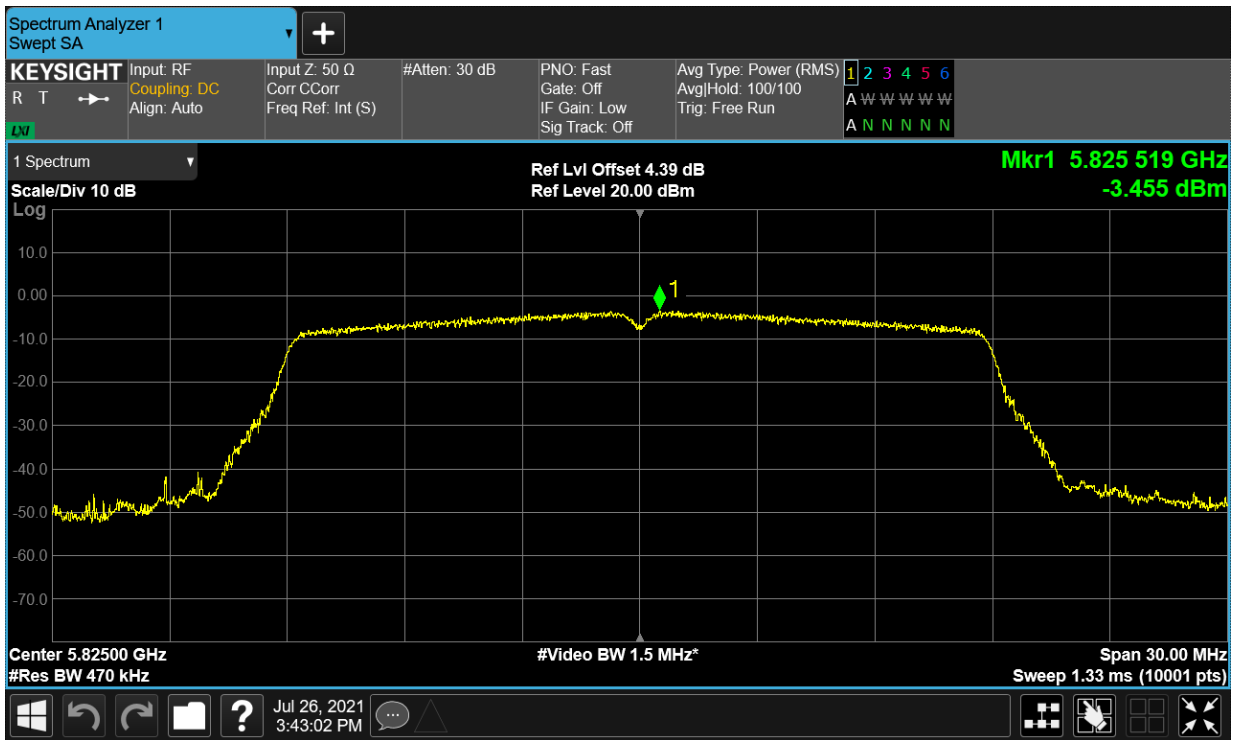 Spectrum Analyzer 1
Swept SA
+
KEYSIGHT
R T
LXI
Input: RF
Coupling: DC
Align: Auto
Input Z: 50 Ω
Corr CCorr
Freq Ref: Int (S)
#Atten: 30 dB
PNO: Fast
Gate: Off
IF Gain: Low
Sig Track: Off
Avg Type: Power (RMS)
Avg|Hold: 100/100
Trig: Free Run
1 2 3 4 5 6
A W W W W W
A N N N N N
1 Spectrum
Scale/Div 10 dB
Log
Ref Lvl Offset 4.39 dB
Ref Level 20.00 dBm
Mkr1 5.825 519 GHz
-3.455 dBm
10.0
0.00
-10.0
-20.0
-30.0
-40.0
-50.0
-60.0
-70.0
1
Center 5.82500 GHz
#Res BW 470 kHz
#Video BW 1.5 MHz*
Span 30.00 MHz
Sweep 1.33 ms (10001 pts)
?
Jul 26, 2021
3:43:02 PM